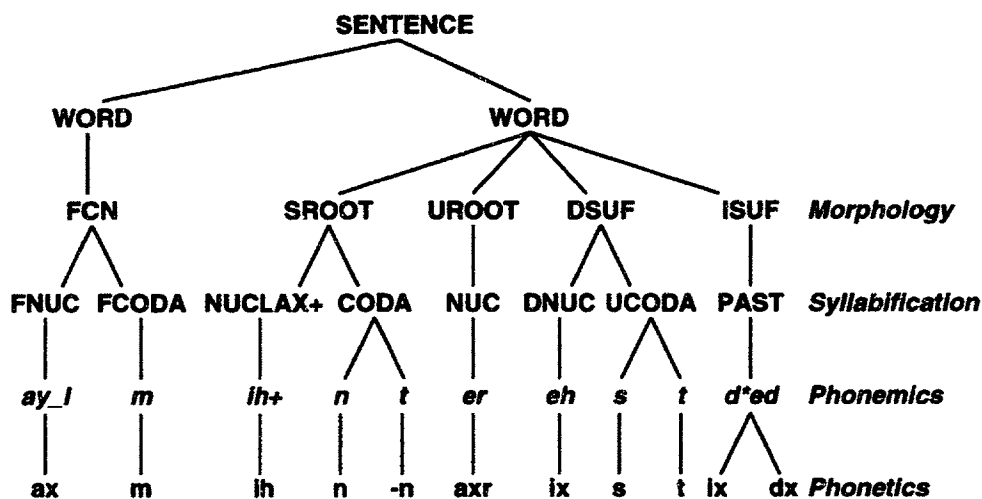 SENTENCE
WORD WORD
FCN SROOT UROOT DSUF ISUF Morphology
FNUC FCODA NUCLAX+ CODA NUC DNUC UCODA PAST Syllabification
ay_I m ih+ n t er eh s t d*ed Phonemics
ax m ih n -n axr ix s t ix dx Phonetics